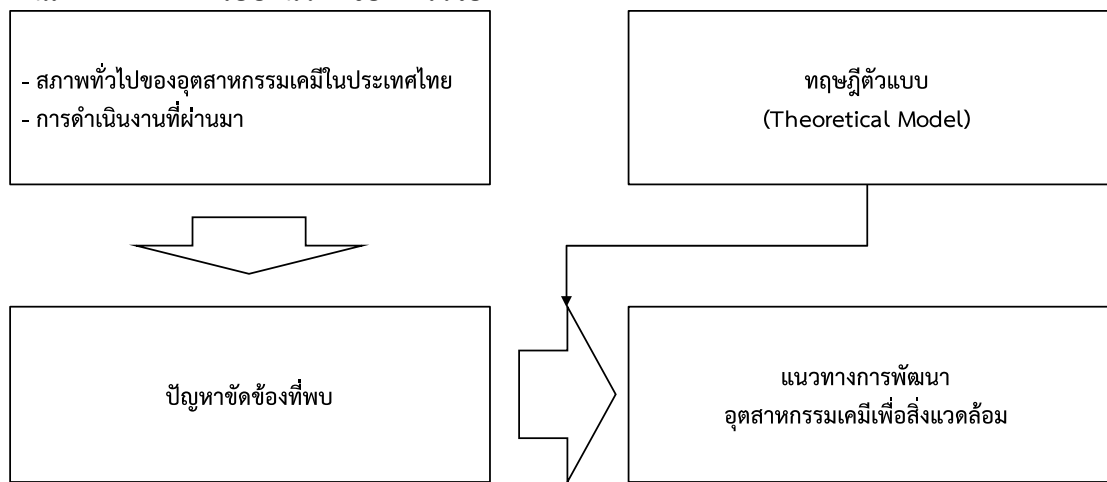 - สภาพทั่วไปของอุตสาหกรรมเคมีในประเทศไทย
- การดำเนินงานที่ผ่านมา
ทฤษฎีตัวแบบ
(Theoretical Model)
ปัญหาขัดข้องที่พบ
แนวทางการพัฒนา
อุตสาหกรรมเคมีเพื่อสิ่งแวดล้อม